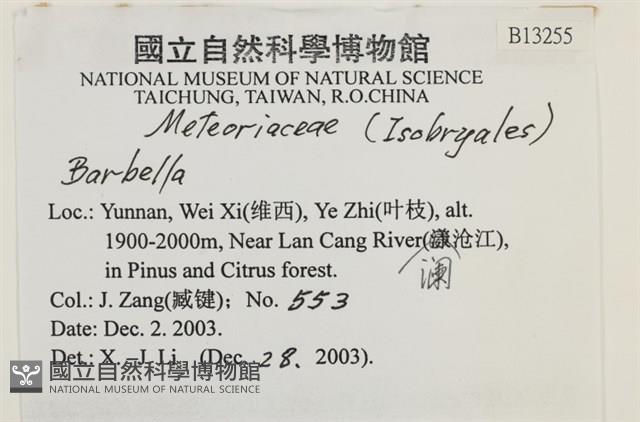 B13255
國立自然科學博物館
NATIONAL MUSEUM OF NATURAL SCIENCE
TAICHUNG, TAIWAN, R.O.CHINA
Meteoriaceae (Isobryales)
Barbella
Loc.: Yunnan, Wei Xi(维西), Ye Zhi(叶枝), alt.
1900-2000m, Near Lan Cang River(沧江),
澜
in Pinus and Citrus forest.
Col.: J. Zang(臧键); No. 553
Date: Dec. 2. 2003.
Det.: X. -J. Li (Dec. 28. 2003).
國立自然科學博物館
NATIONAL MUSEUM OF NATURAL SCIENCE